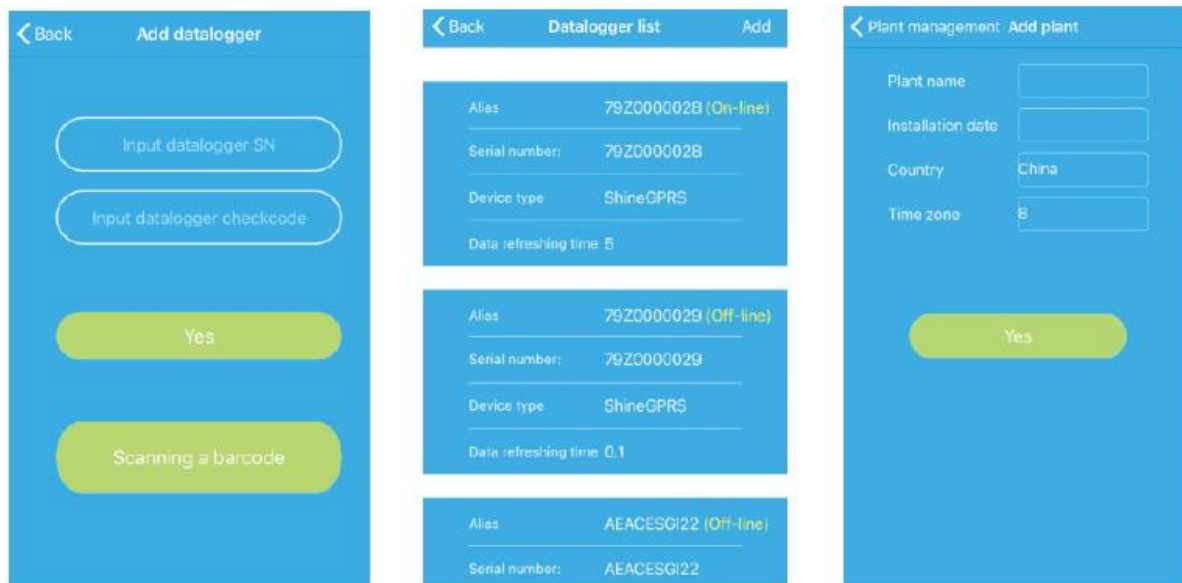 Back Add datalogger
Input datalogger SN
Input datalogger checkcode
Yes
Scanning a barcode
Back Datalogger list Add
Alias 79Z0000028 (On-line)
Serial number: 79Z0000028
Device type ShineGPRS
Data refreshing time 5
Alias 79Z0000029 (Off-line)
Serial number: 79Z0000029
Device type ShineGPRS
Data refreshing time 0.1
Alias AEACESGI22 (Off-line)
Serial number: AEACESGI22
Plant management Add plant
Plant name
Installation date
Country China
Time zone 8
Yes